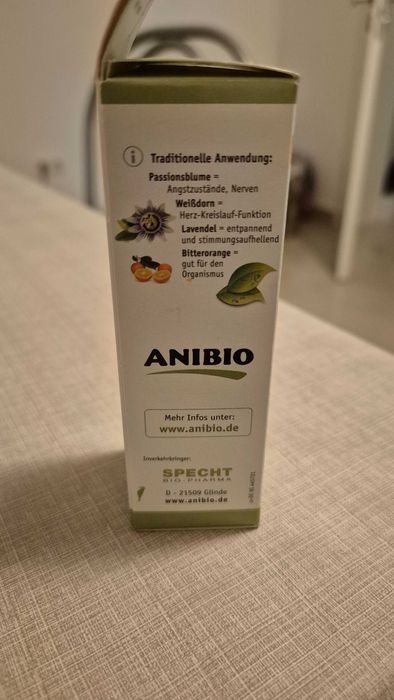 i Traditionelle Anwendung:
Passionsblume =
Angstzustände, Nerven
Weißdorn =
Herz-Kreislauf-Funktion
Lavendel = entspannend
und stimmungsaufhellend
Bitterorange =
gut für den
Organismus
ANIBIO
Mehr Infos unter:
www.anibio.de
Inverkehrbringer:
SPECHT
BIO-PHARMA
D - 21509 Glinde
www.anibio.de